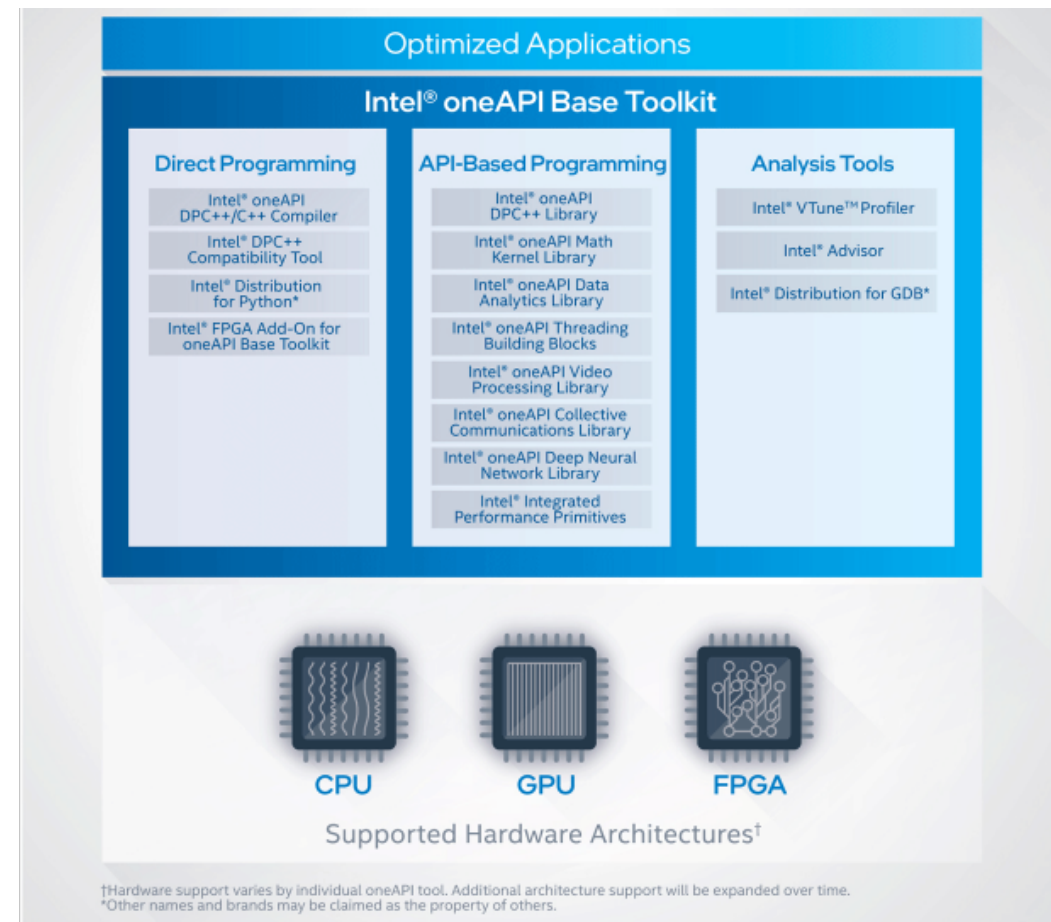 Optimized Applications
Intel® oneAPI Base Toolkit
Direct Programming
Intel® oneAPI
DPC++/C++ Compiler
Intel® DPC++
Compatibility Tool
Intel® Distribution
for Python*
Intel® FPGA Add-On for
oneAPI Base Toolkit
API-Based Programming
Intel® oneAPI
DPC++ Library
Intel® oneAPI Math
Kernel Library
Intel® oneAPI Data
Analytics Library
Intel® oneAPI Threading
Building Blocks
Intel® oneAPI Video
Processing Library
Intel® oneAPI Collective
Communications Library
Intel® oneAPI Deep Neural
Network Library
Intel® Integrated
Performance Primitives
Analysis Tools
Intel® VTune™ Profiler
Intel® Advisor
Intel® Distribution for GDB*
CPU
GPU
FPGA
Supported Hardware Architectures†
†Hardware support varies by individual oneAPI tool. Additional architecture support will be expanded over time.
*Other names and brands may be claimed as the property of others.